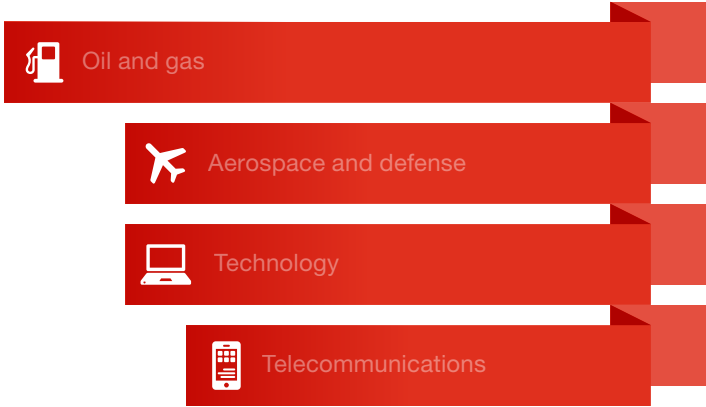 Oil and gas
Aerospace and defense
Technology
Telecommunications